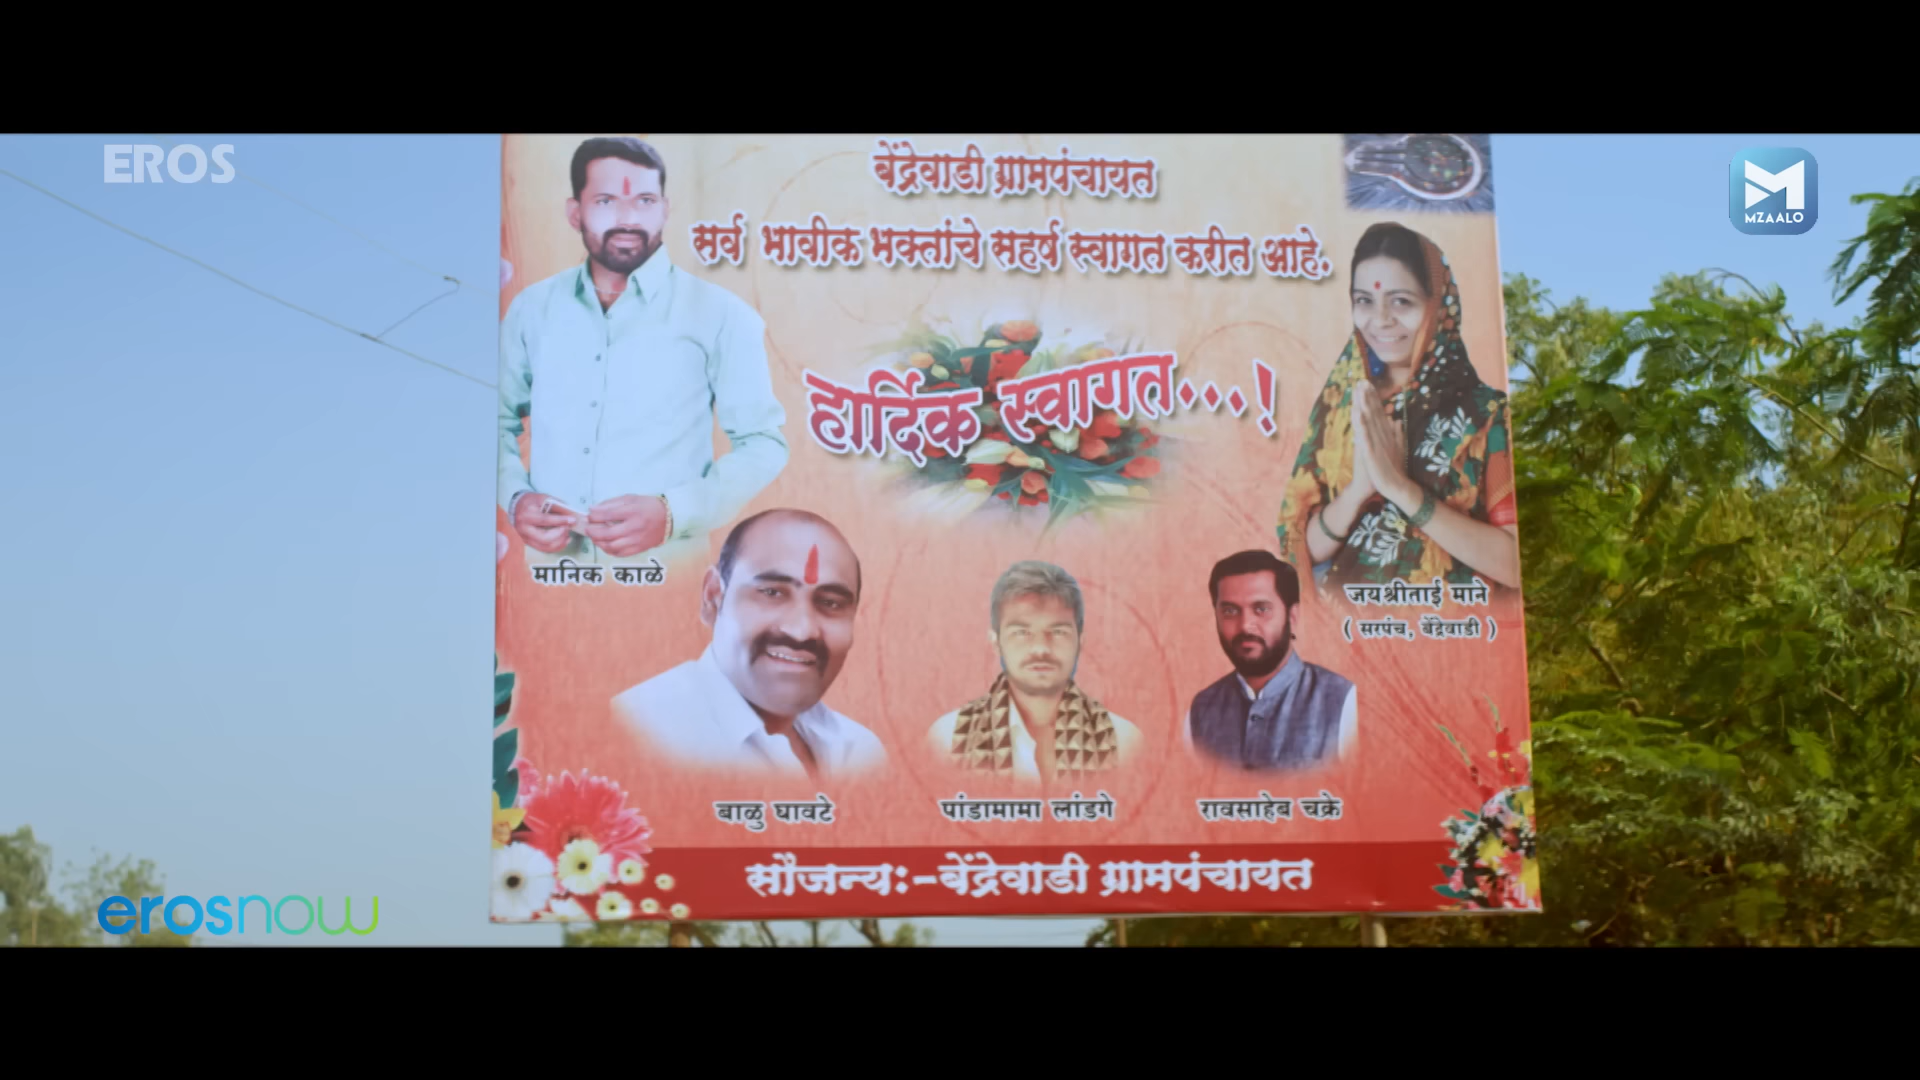 EROS
MZAALO
बेंद्रेवाडी ग्रामपंचायत
सर्व भावीक भक्तांचे सहर्ष स्वागत करीत आहे.
हार्दिक स्वागत...!
मानिक काळे
जयश्रीताई माने
( सरपंच, बेंद्रेवाडी )
बाळु घावटे
पांडामामा लांडगे
रावसाहेब चक्रे
सौजन्य:-बेंद्रेवाडी ग्रामपंचायत
erosnow